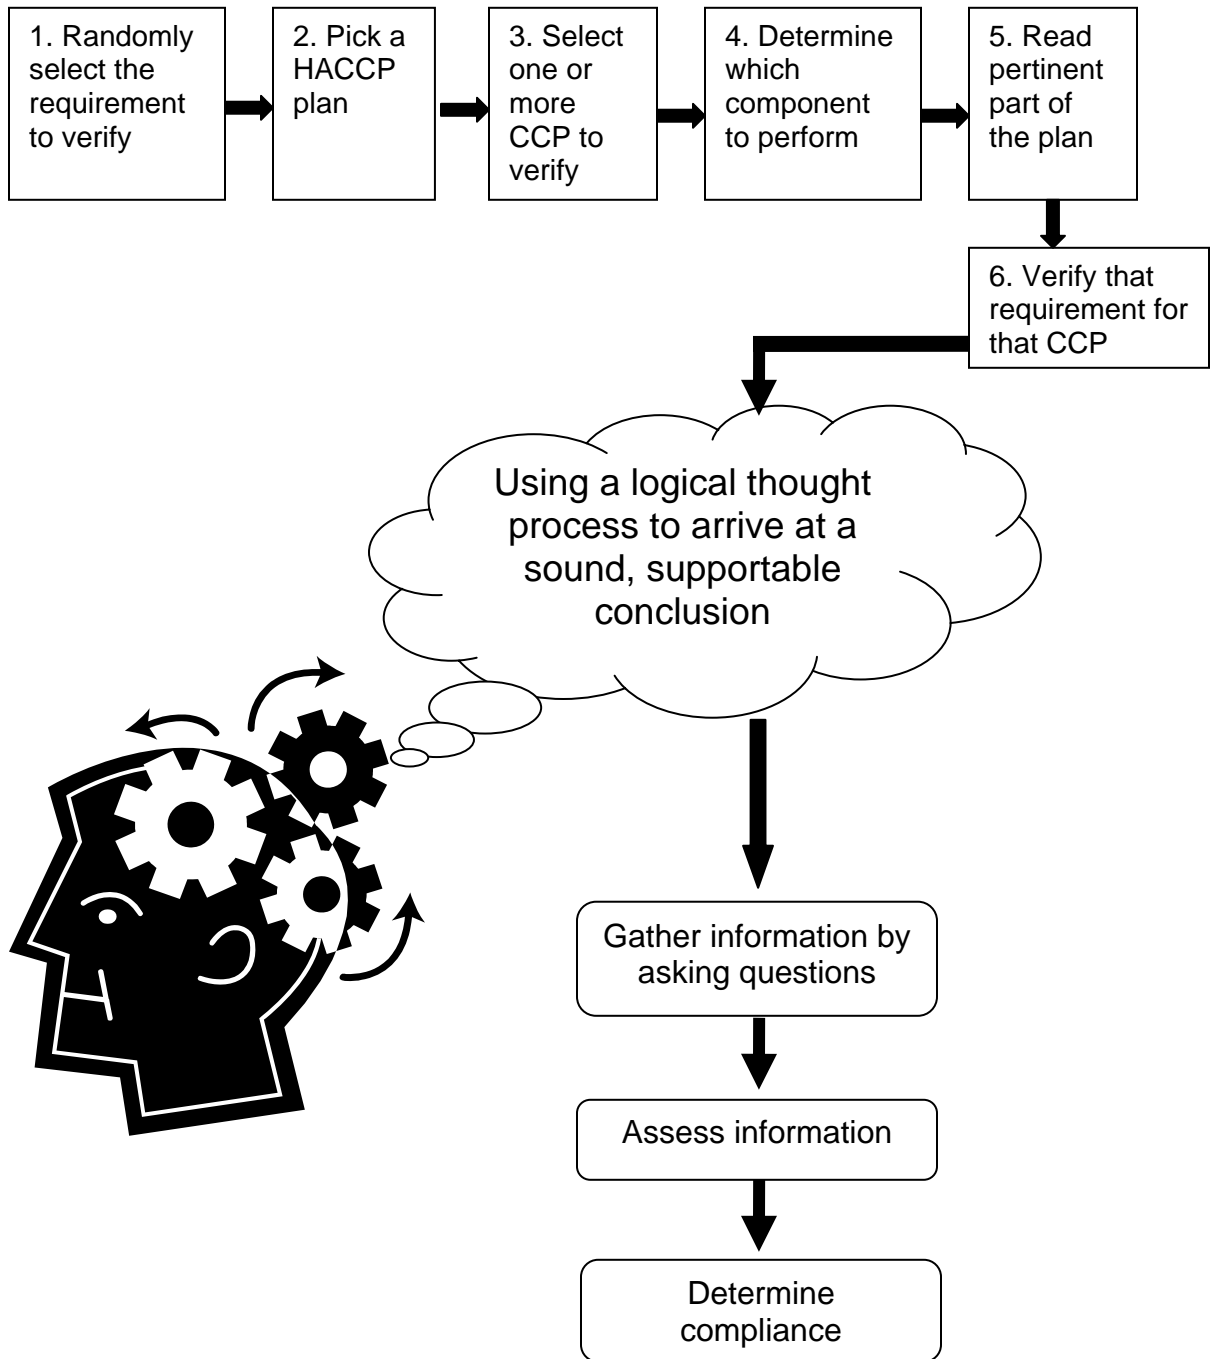 1. Randomly
select the
requirement
to verify
2. Pick a
HACCP
plan
3. Select
one or
more
CCP to
verify
4. Determine
which
component
to perform
5. Read
pertinent
part of
the plan
6. Verify that
requirement for
that CCP
Using a logical thought
process to arrive at a
sound, supportable
conclusion
Gather information by
asking questions
Assess information
Determine
compliance